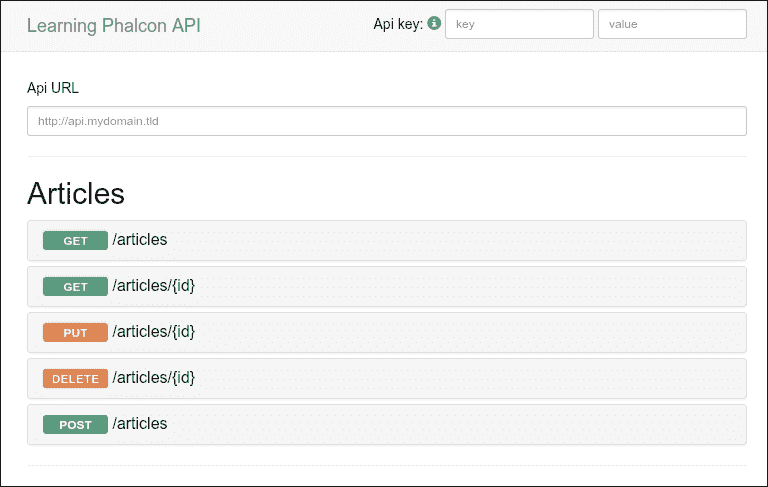 Learning Phalcon API
Api key: key value
Api URL
http://api.mydomain.tld
Articles
GET /articles
GET /articles/{id}
PUT /articles/{id}
DELETE /articles/{id}
POST /articles